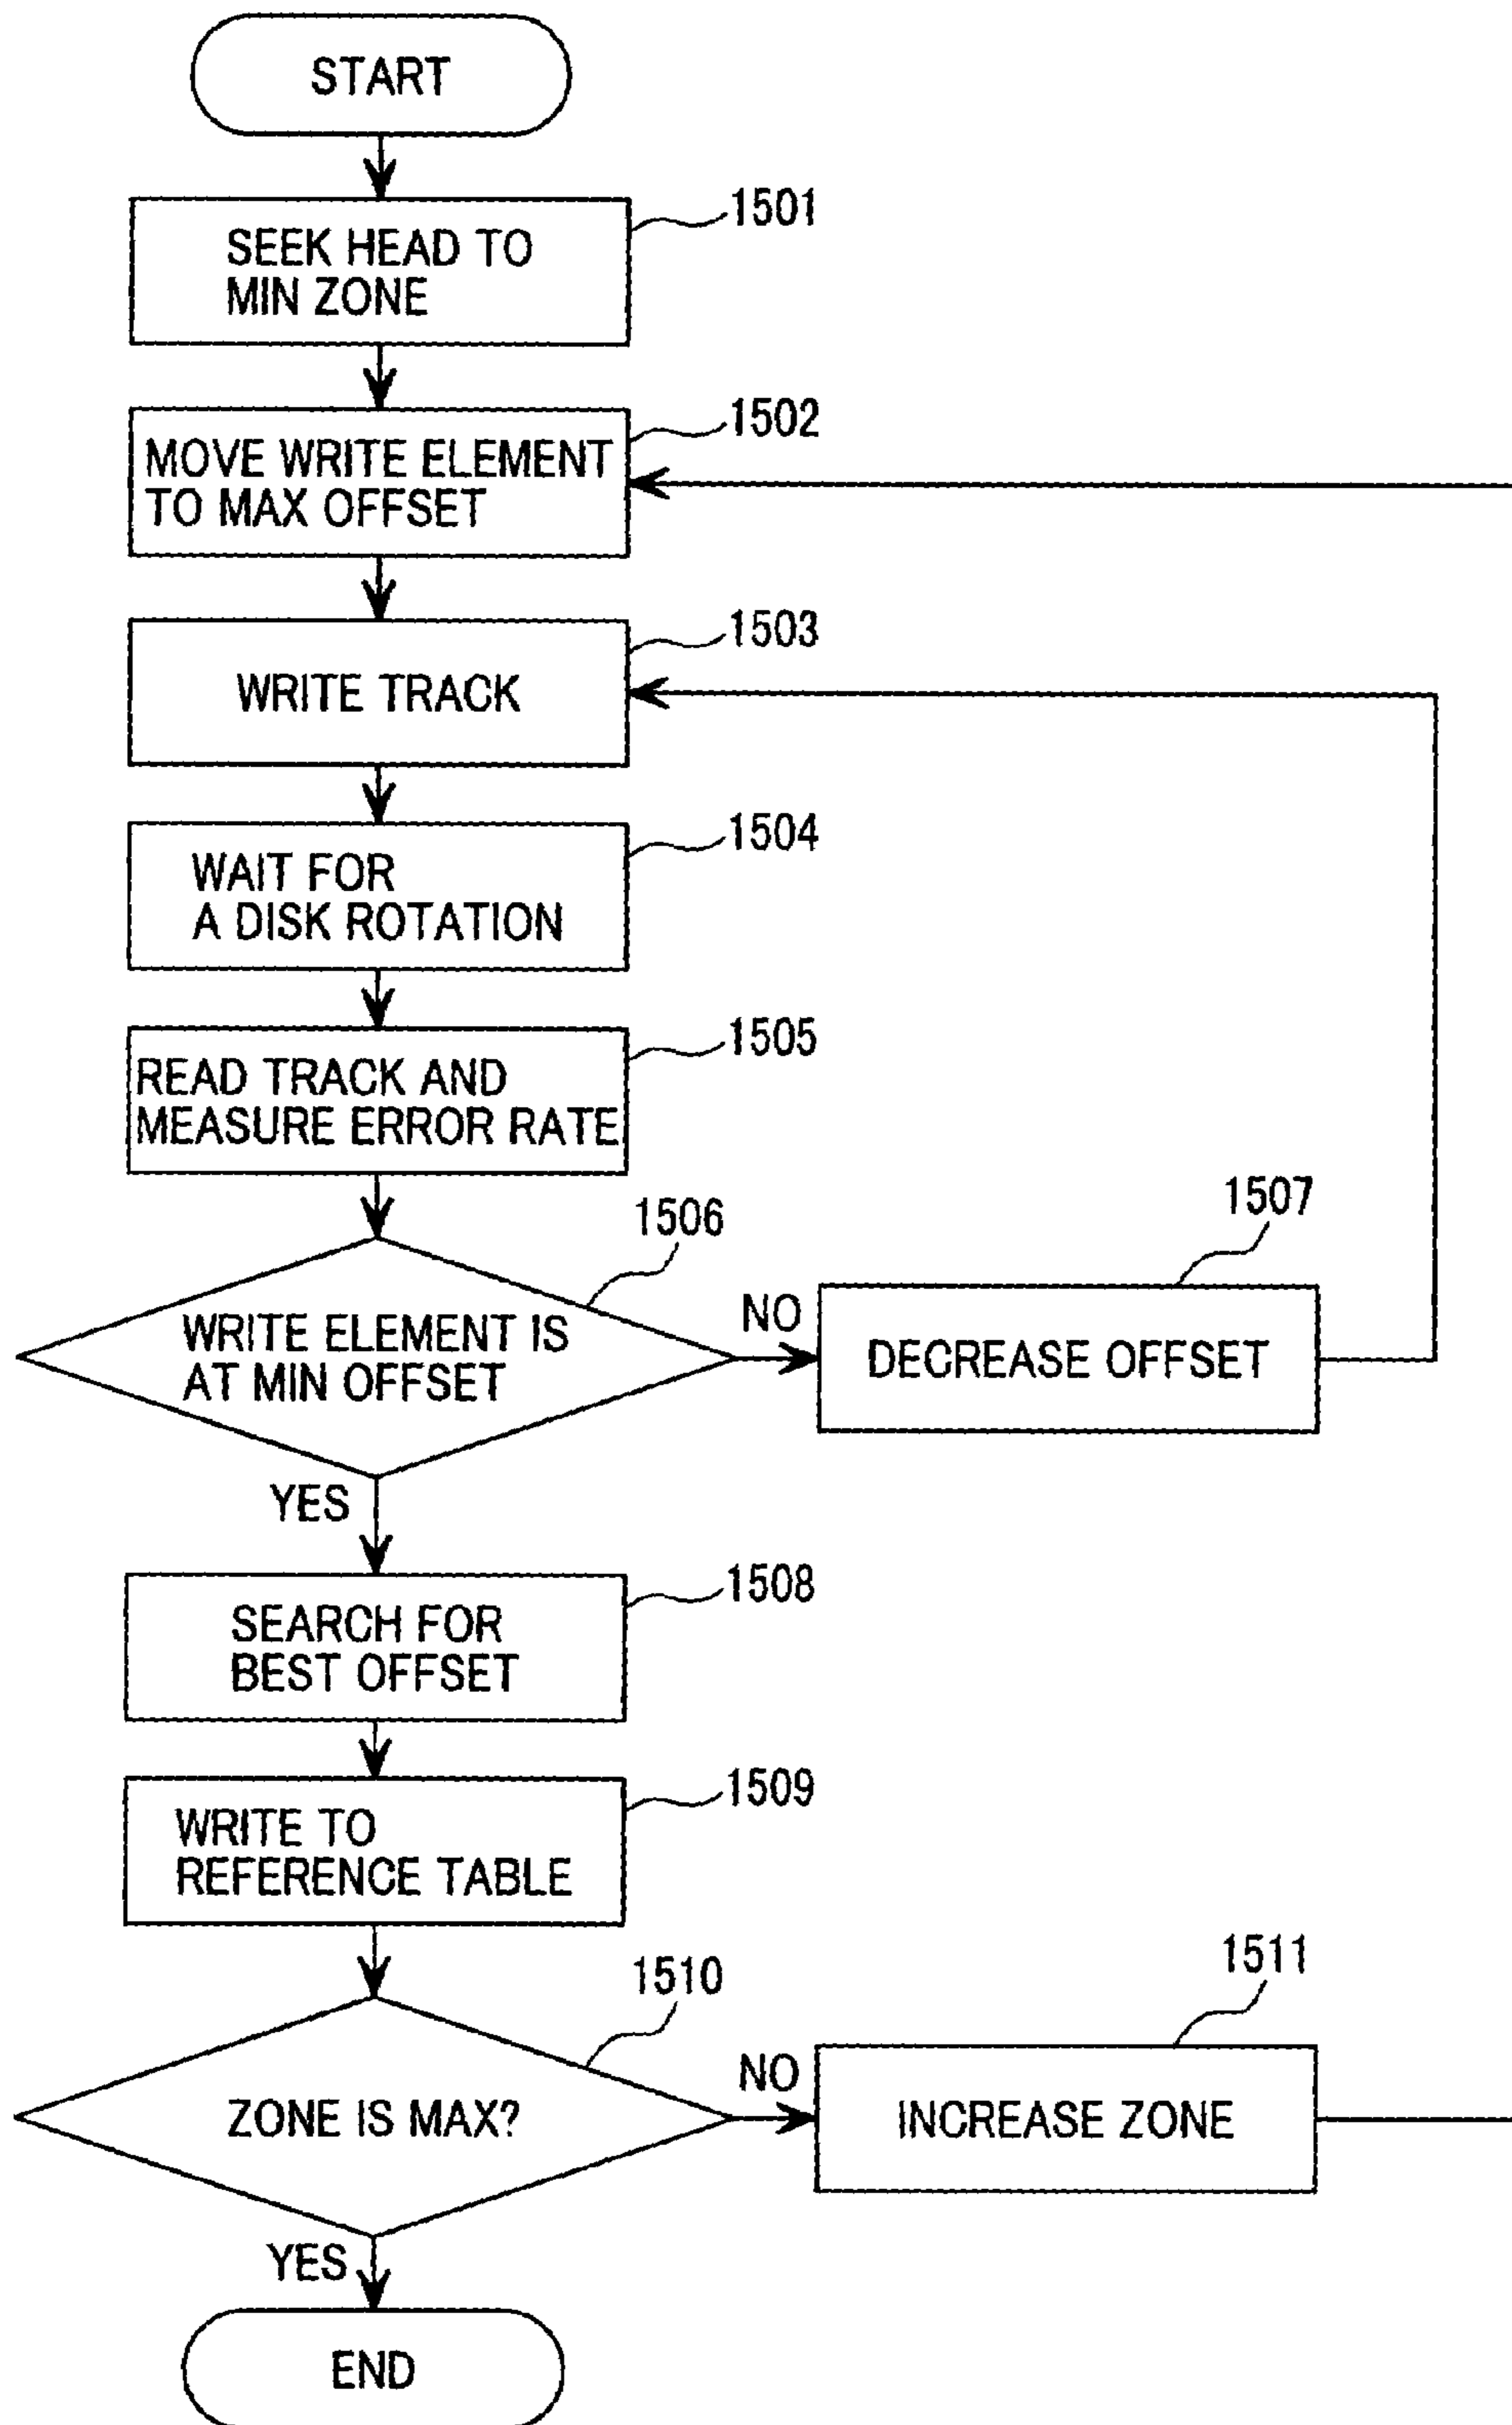 START
1501
SEEK HEAD TO
MIN ZONE
1502
MOVE WRITE ELEMENT
TO MAX OFFSET
1503
WRITE TRACK
1504
WAIT FOR
A DISK ROTATION
1505
READ TRACK AND
MEASURE ERROR RATE
1506
WRITE ELEMENT IS
AT MIN OFFSET
NO
1507
DECREASE OFFSET
YES
1508
SEARCH FOR
BEST OFFSET
1509
WRITE TO
REFERENCE TABLE
1510
ZONE IS MAX?
NO
1511
INCREASE ZONE
YES
END